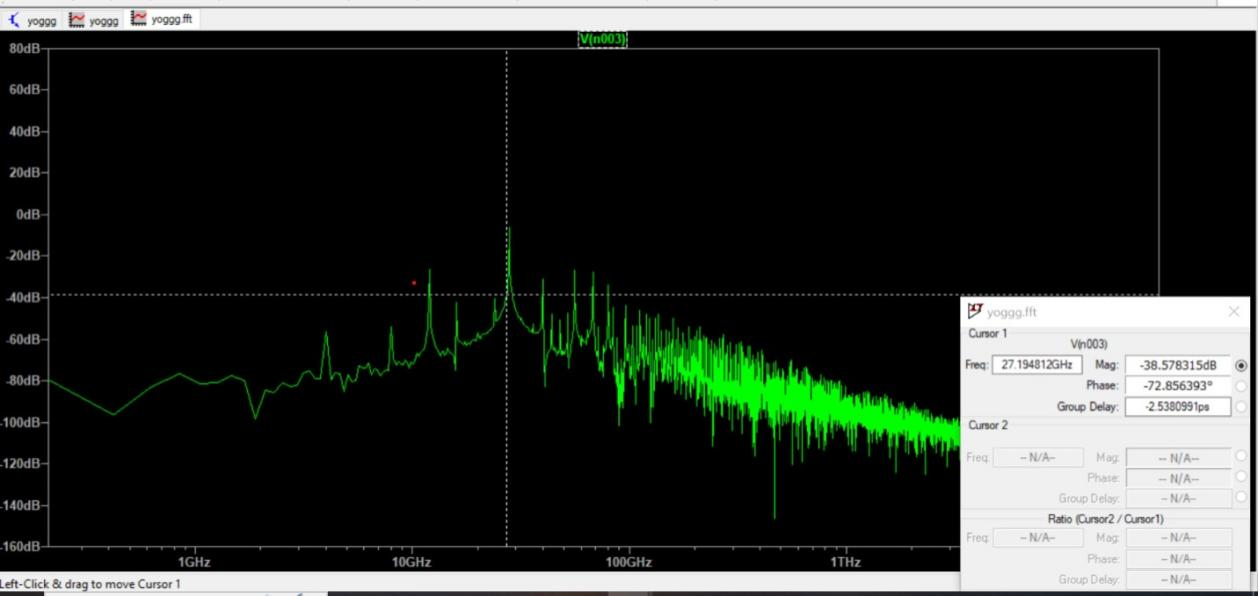 yoggg yoggg yoggg.fft
V(n003)
80dB
60dB
40dB
20dB
0dB
-20dB
-40dB
-60dB
-80dB
-100dB
-120dB
-140dB
-160dB
1GHz 10GHz 100GHz 1THz
yoggg.fft
Cursor 1
V(n003)
Freq: 27.194812GHz Mag: -38.578315dB
Phase: -72.856393°
Group Delay: -2.5380991ps
Cursor 2
Freq: -- N/A-- Mag: -- N/A--
Phase: -- N/A--
Group Delay: -- N/A--
Ratio (Cursor2 / Cursor1)
Freq: -- N/A-- Mag: -- N/A--
Phase: -- N/A--
Group Delay: -- N/A--
Left-Click & drag to move Cursor 1